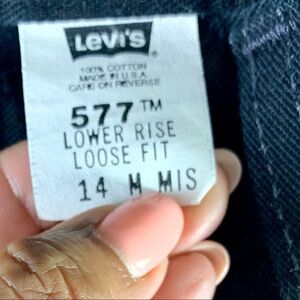 Levi's®
100% COTTON
MADE IN U.S.A.
CARE ON REVERSE
577™
LOWER RISE
LOOSE FIT
14 M MIS